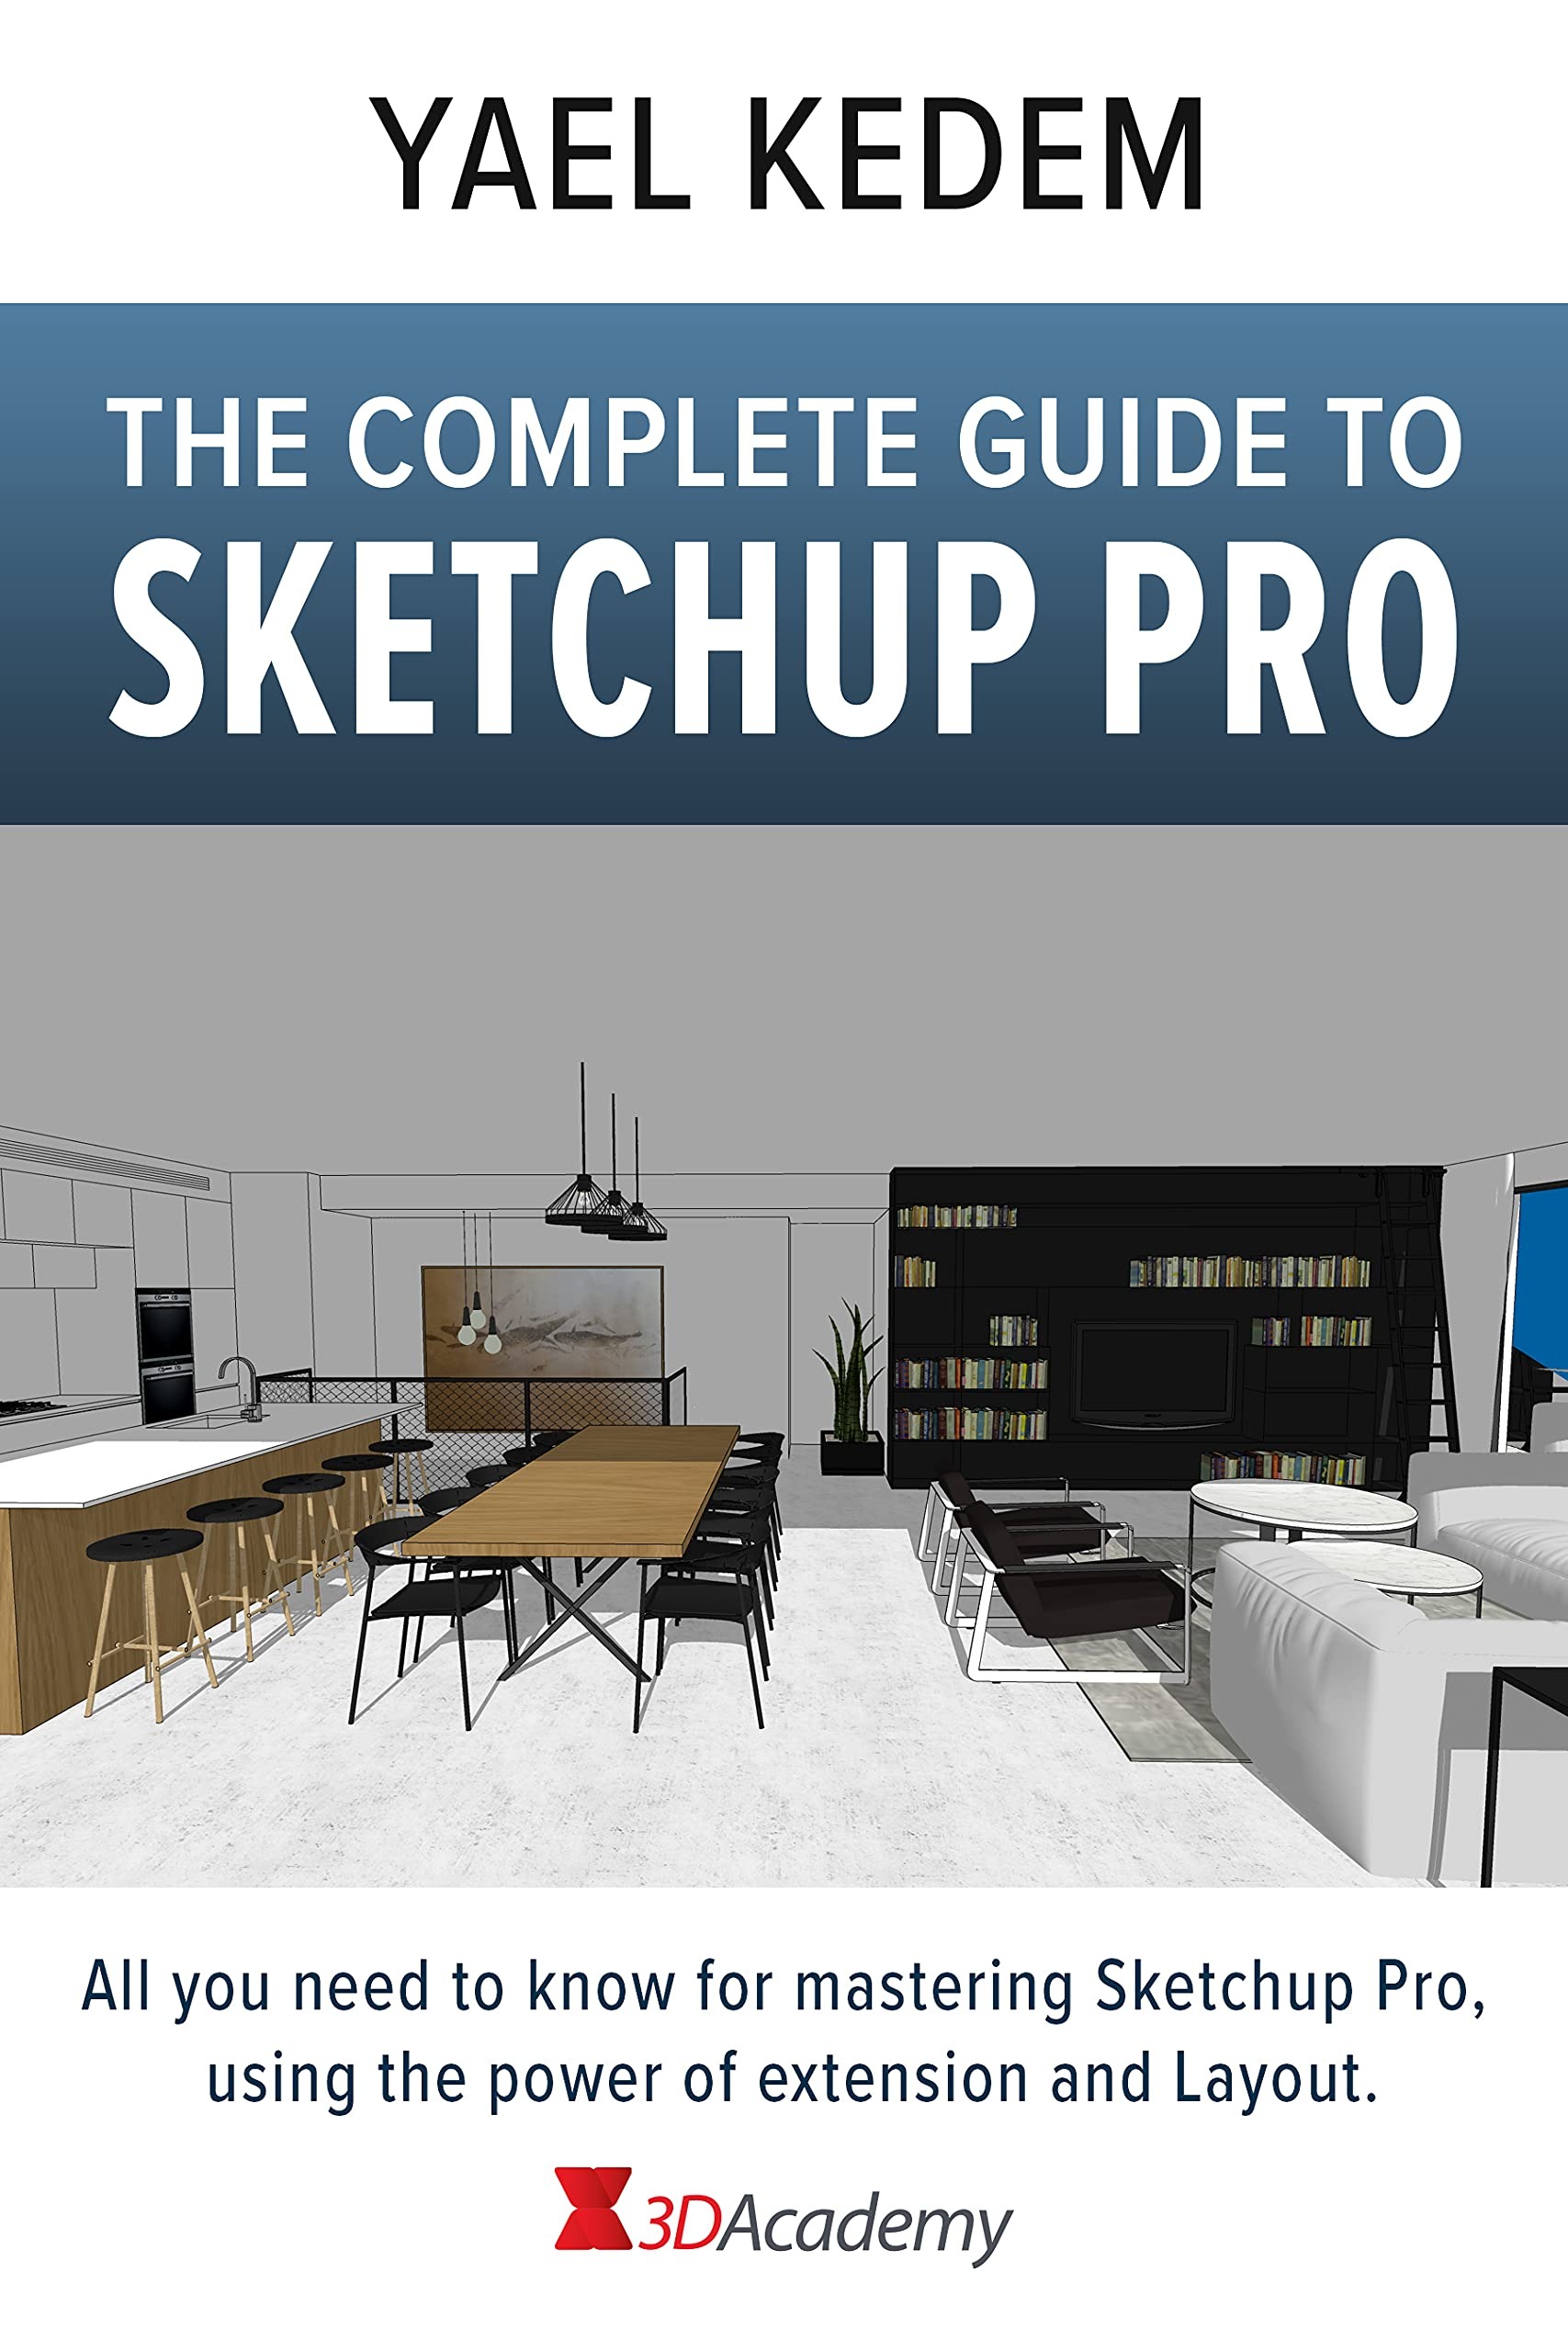 YAEL KEDEM
THE COMPLETE GUIDE TO
SKETCHUP PRO
All you need to know for mastering Sketchup Pro,
using the power of extension and Layout.
3DAcademy